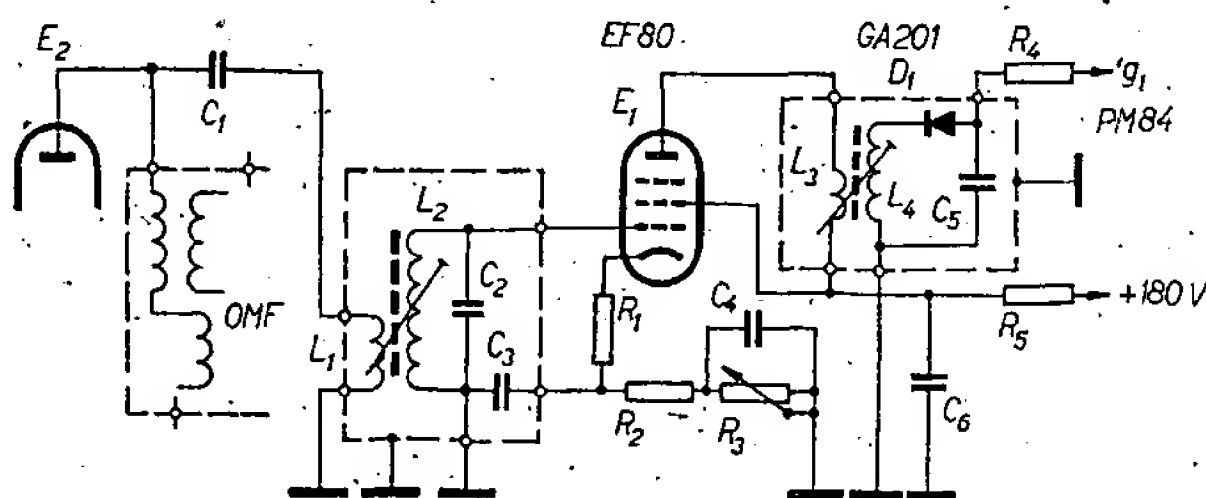 EF80
GA201
E₂
D₁
R₄
'g₁
C₁
E₁
PM84
L₃
L₂
L₄
C₅
C₂
R₁
C₄
+180 V
OMF
L₁
C₃
R₅
R₂
R₃
C₆